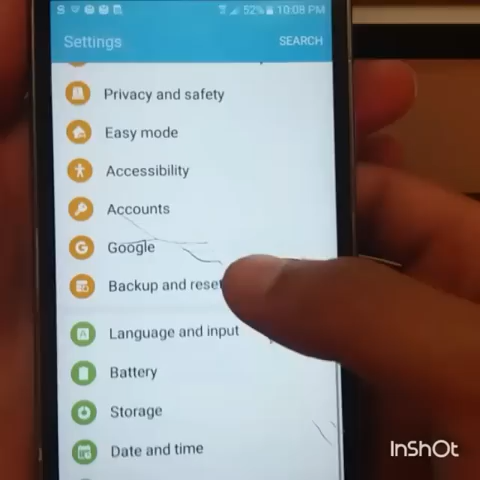 52% 10:08 PM
Settings
SEARCH
Privacy and safety
Easy mode
Accessibility
Accounts
Google
Backup and rese
Language and input
Battery
Storage
Date and time
InShOt